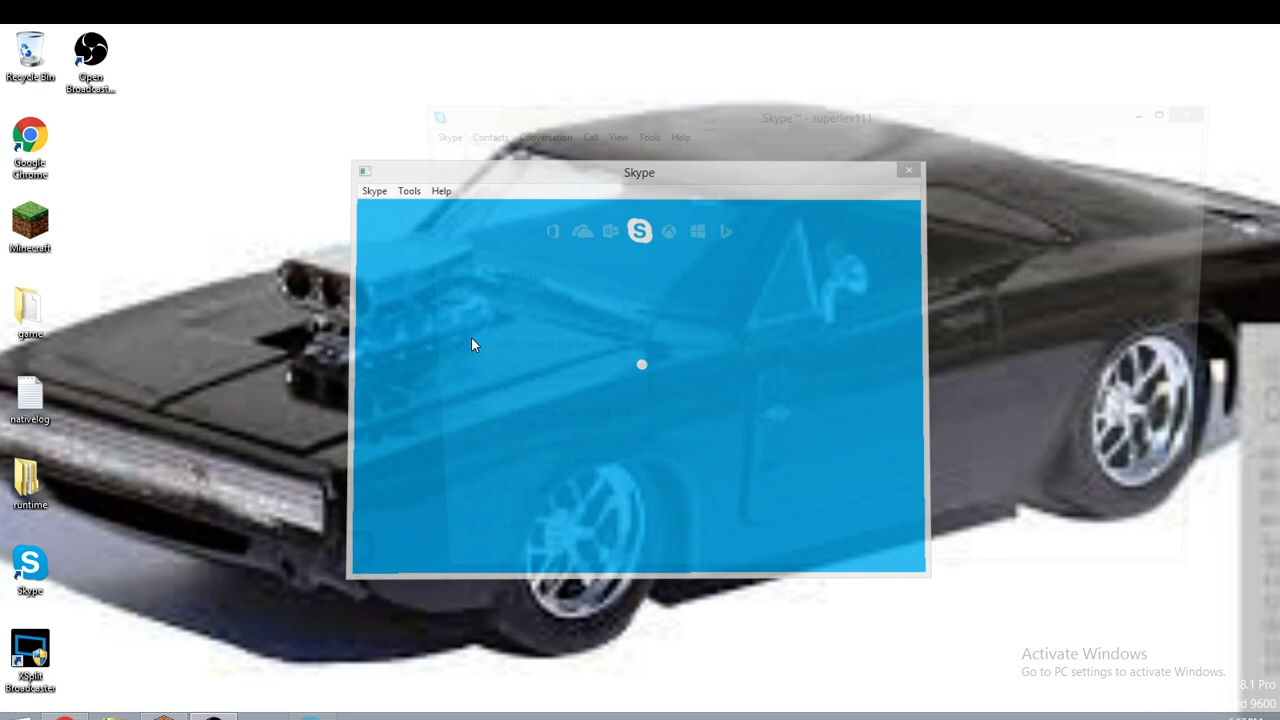 Recycle Bin
Open
Broadcast...
Google
Chrome
Minecraft
game
nativelog
runtime
Skype
XSplit
Broadcaster
Skype™ - superlex111
Skype Contacts Conversation Call View Tools Help
Skype
Skype Tools Help
Activate Windows
Go to PC settings to activate Windows.
8.1 Pro
d 9600